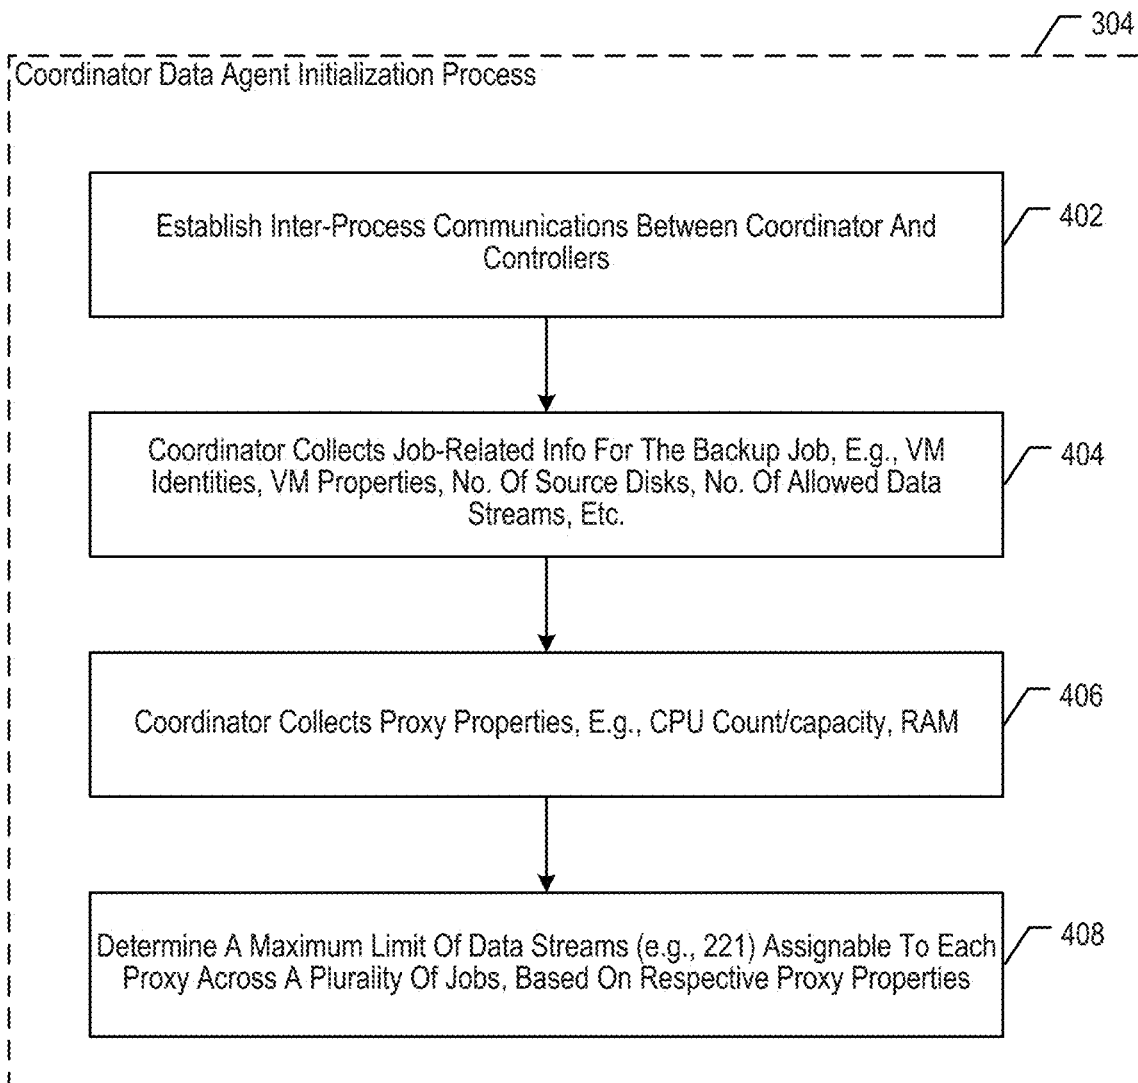 304
Coordinator Data Agent Initialization Process
Establish Inter-Process Communications Between Coordinator And
Controllers
402
Coordinator Collects Job-Related Info For The Backup Job, E.g., VM
Identities, VM Properties, No. Of Source Disks, No. Of Allowed Data
Streams, Etc.
404
Coordinator Collects Proxy Properties, E.g., CPU Count/capacity, RAM
406
Determine A Maximum Limit Of Data Streams (e.g., 221) Assignable To Each
Proxy Across A Plurality Of Jobs, Based On Respective Proxy Properties
408